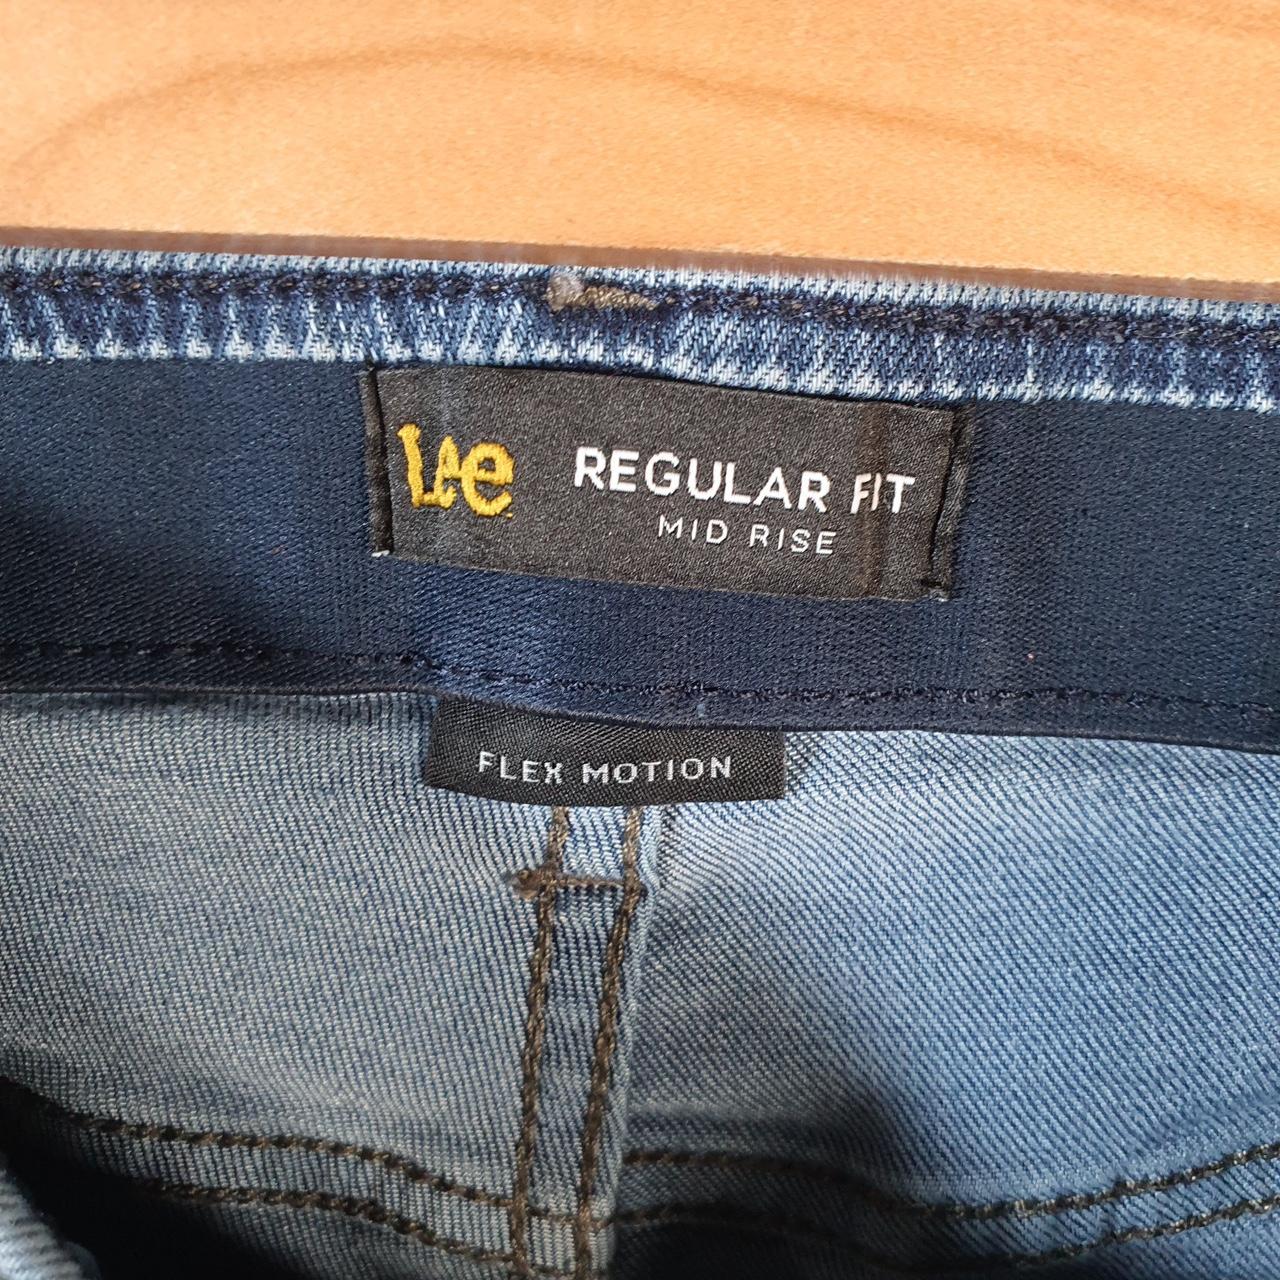 Lee
REGULAR FIT
MID RISE
FLEX MOTION